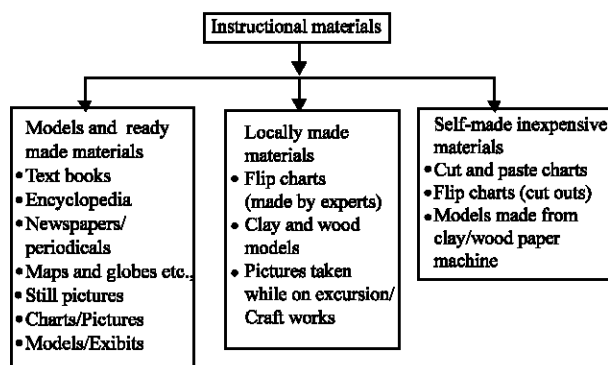 Instructional materials
Models and ready
made materials
• Text books
• Encyclopedia
• Newspapers/
periodicals
• Maps and globes etc.,
• Still pictures
• Charts/Pictures
• Models/Exibits
Locally made
materials
• Flip charts
(made by experts)
• Clay and wood
models
• Pictures taken
while on excursion/
Craft works
Self-made inexpensive
materials
• Cut and paste charts
• Flip charts (cut outs)
• Models made from
clay/wood paper
machine